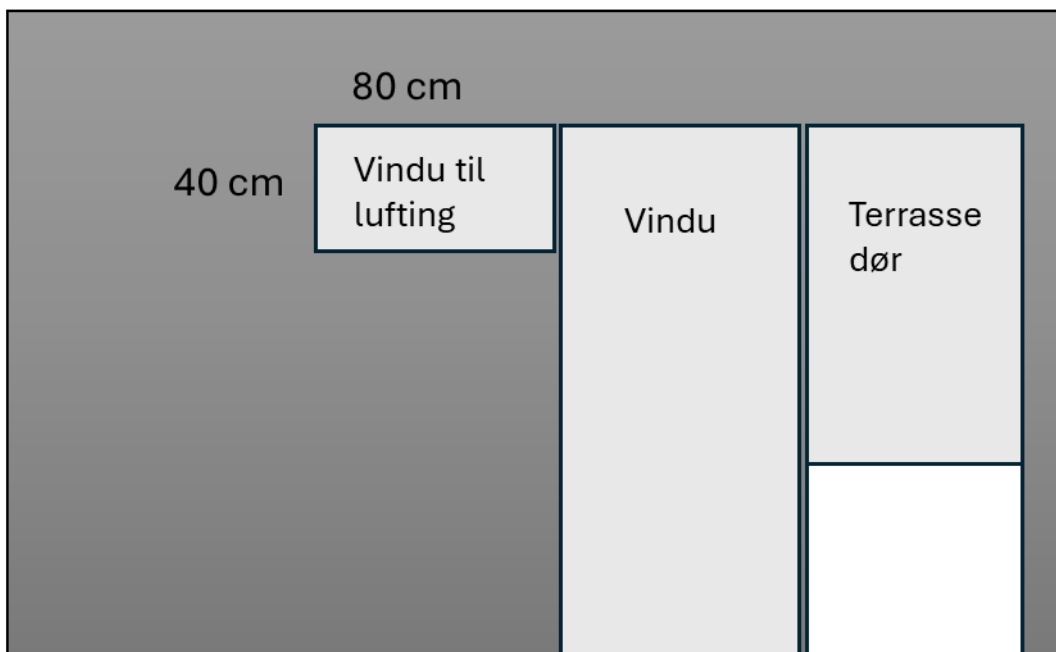 80 cm
40 cm
Vindu til
lufting
Vindu
Terrasse
dør